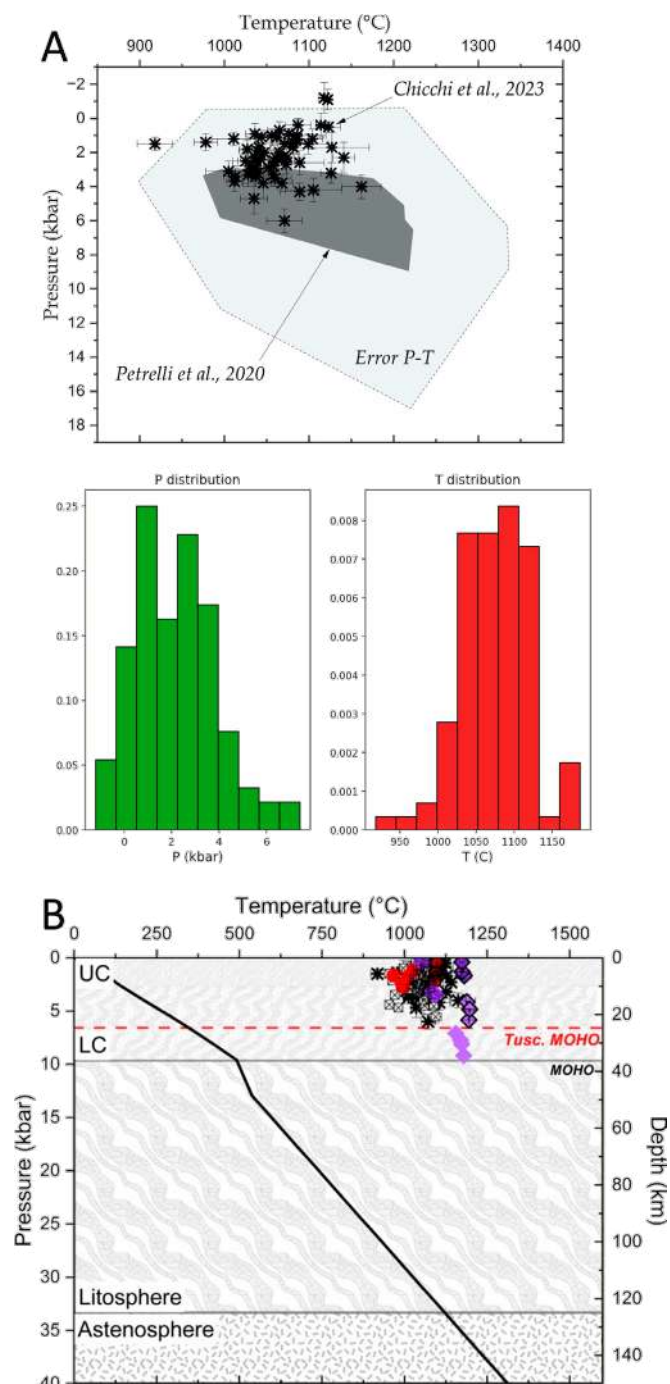 A
Temperature (°C)
900 1000 1100 1200 1300 1400
−2
0
2
4
6
8
10
12
14
16
18
Pressure (kbar)
Chicchi et al., 2023
Petrelli et al., 2020
Error P-T
P distribution
0.25
0.20
0.15
0.10
0.05
0.00
0 2 4 6
P (kbar)
T distribution
0.008
0.007
0.006
0.005
0.004
0.003
0.002
0.001
0.000
950 1000 1050 1100 1150
T (C)
B
Temperature (°C)
0 250 500 750 1000 1250 1500
0
5
10
15
20
25
30
35
40
Pressure (kbar)
UC
LC
Tusc. MOHO
MOHO
Litosphere
Astenosphere
0
20
40
60
80
100
120
140
Depth (km)